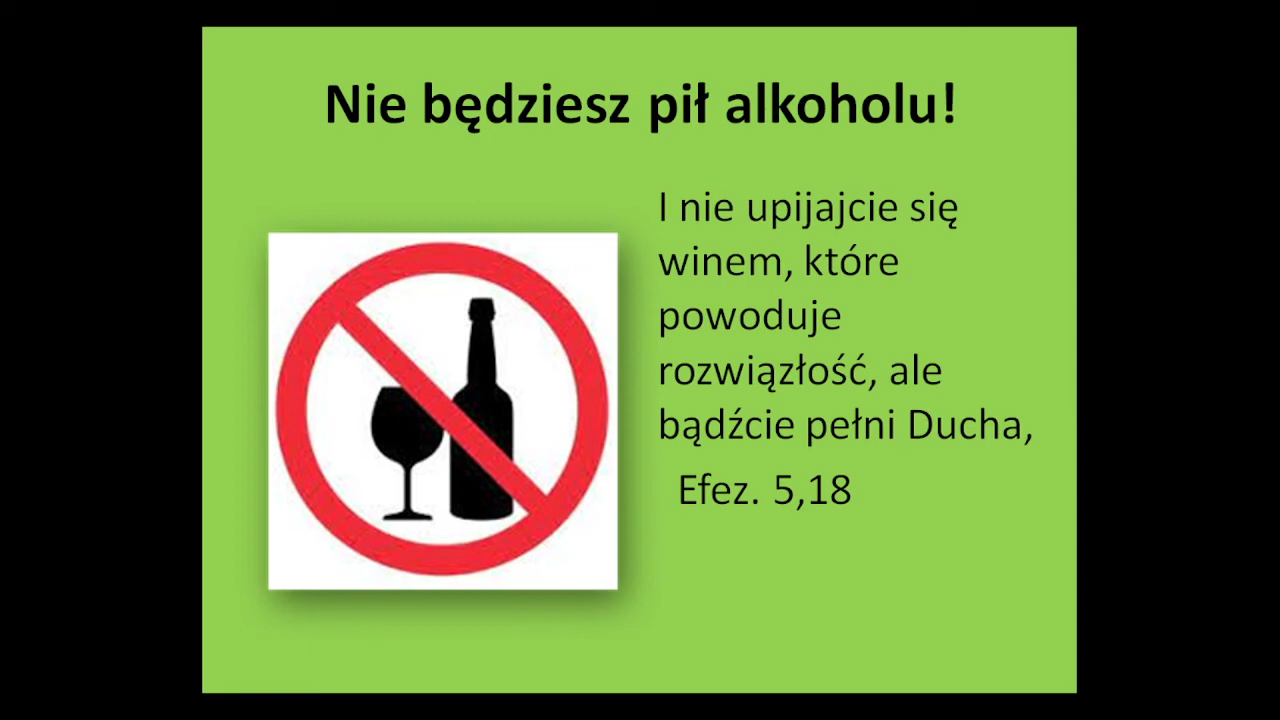 Nie będziesz pił alkoholu!
I nie upijajcie się
winem, które
powoduje
rozwiązłość, ale
bądźcie pełni Ducha,
Efez. 5,18